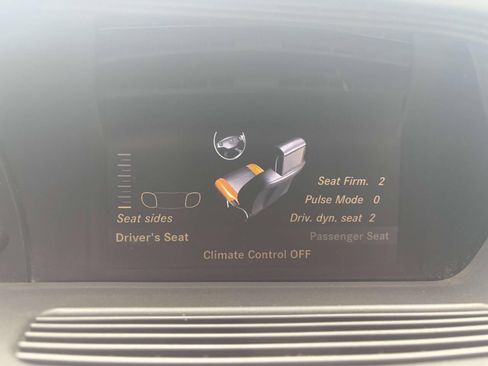 Seat Firm. 2
Pulse Mode 0
Seat sides
Driv. dyn. seat 2
Driver's Seat
Passenger Seat
Climate Control OFF